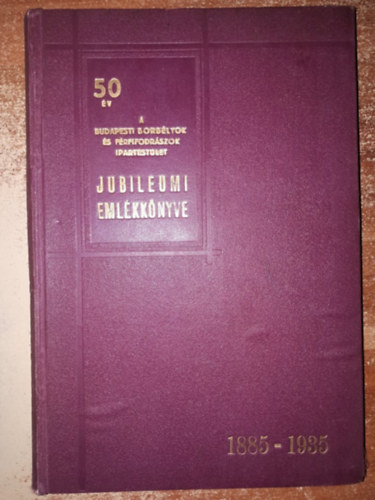 50
ÉV
A
BUDAPESTI BORBÉLYOK
ÉS FÉRFIFODRÁSZOK
IPARTESTÜLET
JUBILEUMI
EMLÉKKÖNYVE
1885-1935